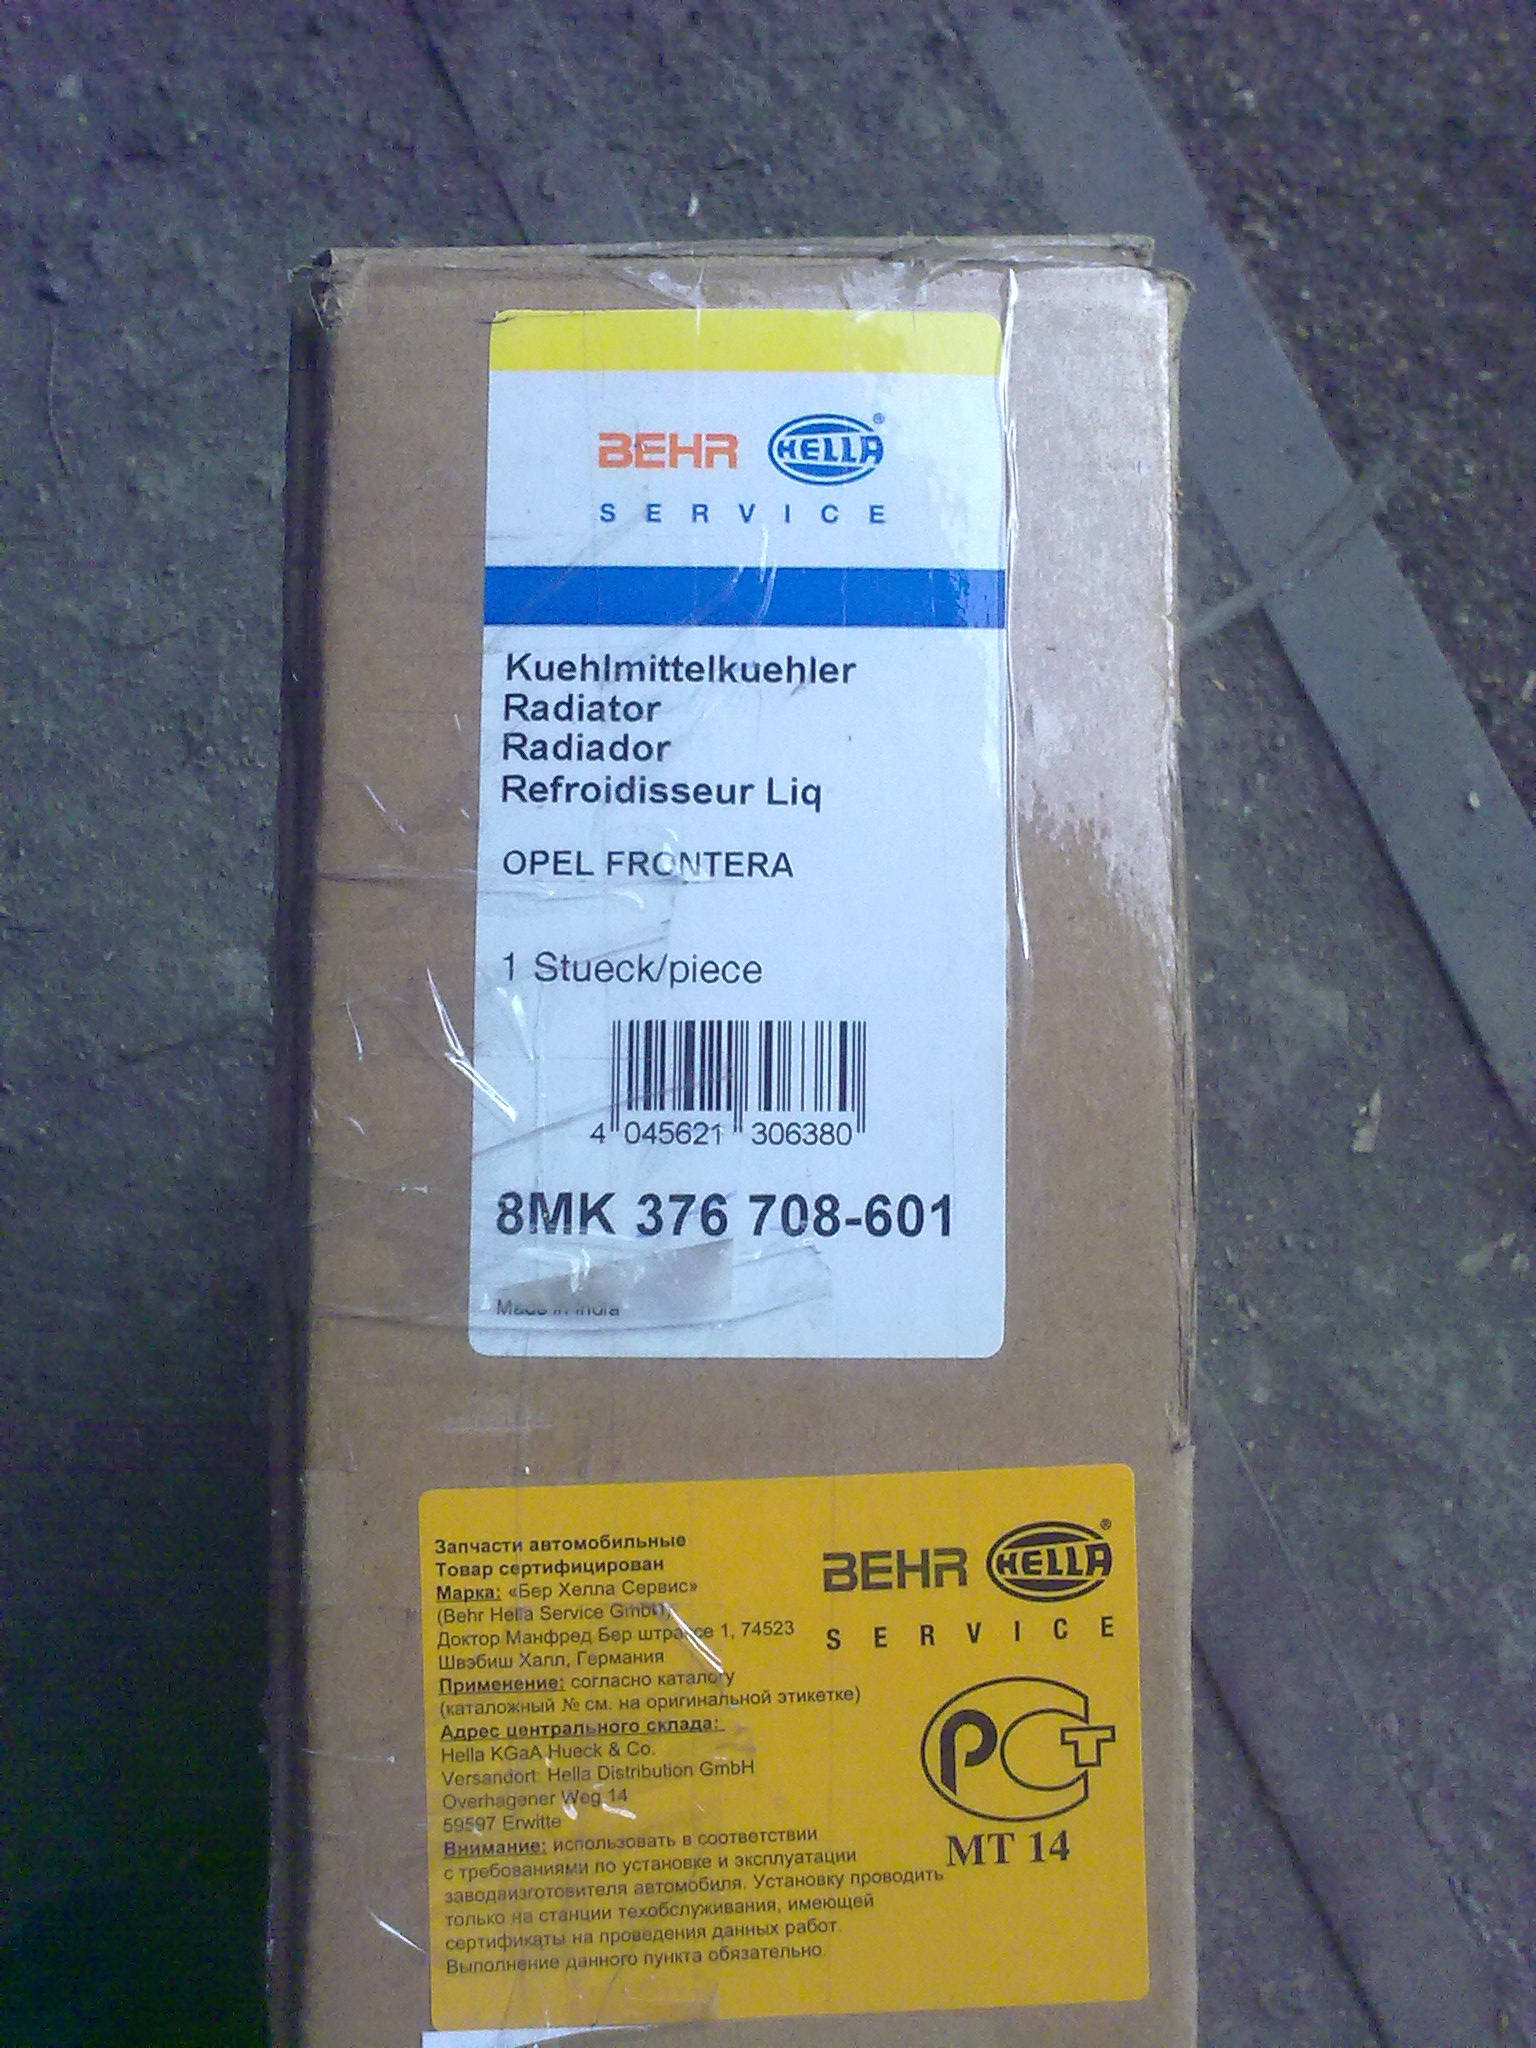 BEHR HELLA®
SERVICE
Kuehlmittelkuehler
Radiator
Radiador
Refroidisseur Liq
OPEL FRONTERA
1 Stueck/piece
4 045621 306380
8MK 376 708-601
Made in India
Запчасти автомобильные
Товар сертифицирован
Марка: «Бер Хелла Сервис»
(Behr Hella Service GmbH)
Доктор Манфред Бер штрассе 1, 74523
Швэбиш Халл, Германия
Применение: согласно каталогу
(каталожный № см. на оригинальной этикетке)
Адрес центрального склада:
Hella KGaA Hueck & Co.
Versandort: Hella Distribution GmbH
Overhagener Weg 14
59597 Erwitte
Внимание: использовать в соответствии
с требованиями по установке и эксплуатации
заводаизготовителя автомобиля. Установку проводить
только на станции техобслуживания, имеющей
сертификаты на проведения данных работ.
Выполнение данного пункта обязательно.
BEHR HELLA®
SERVICE
РСТ
МТ 14